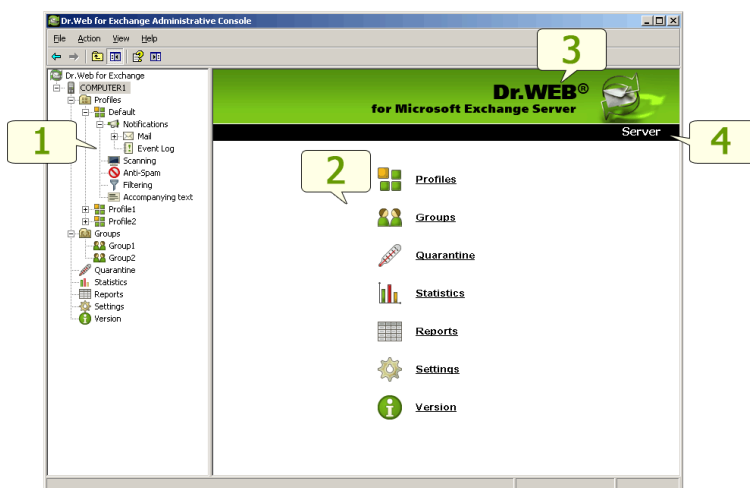 Dr.Web for Exchange Administrative Console
File Action View Help
3
Dr.WEB®
for Microsoft Exchange Server
Server
4
1
2
Dr.Web for Exchange
COMPUTER1
Profiles
Default
Notifications
Mail
Event Log
Scanning
Anti-Spam
Filtering
Accompanying text
Profile1
Profile2
Groups
Group1
Group2
Quarantine
Statistics
Reports
Settings
Version
Profiles
Groups
Quarantine
Statistics
Reports
Settings
Version